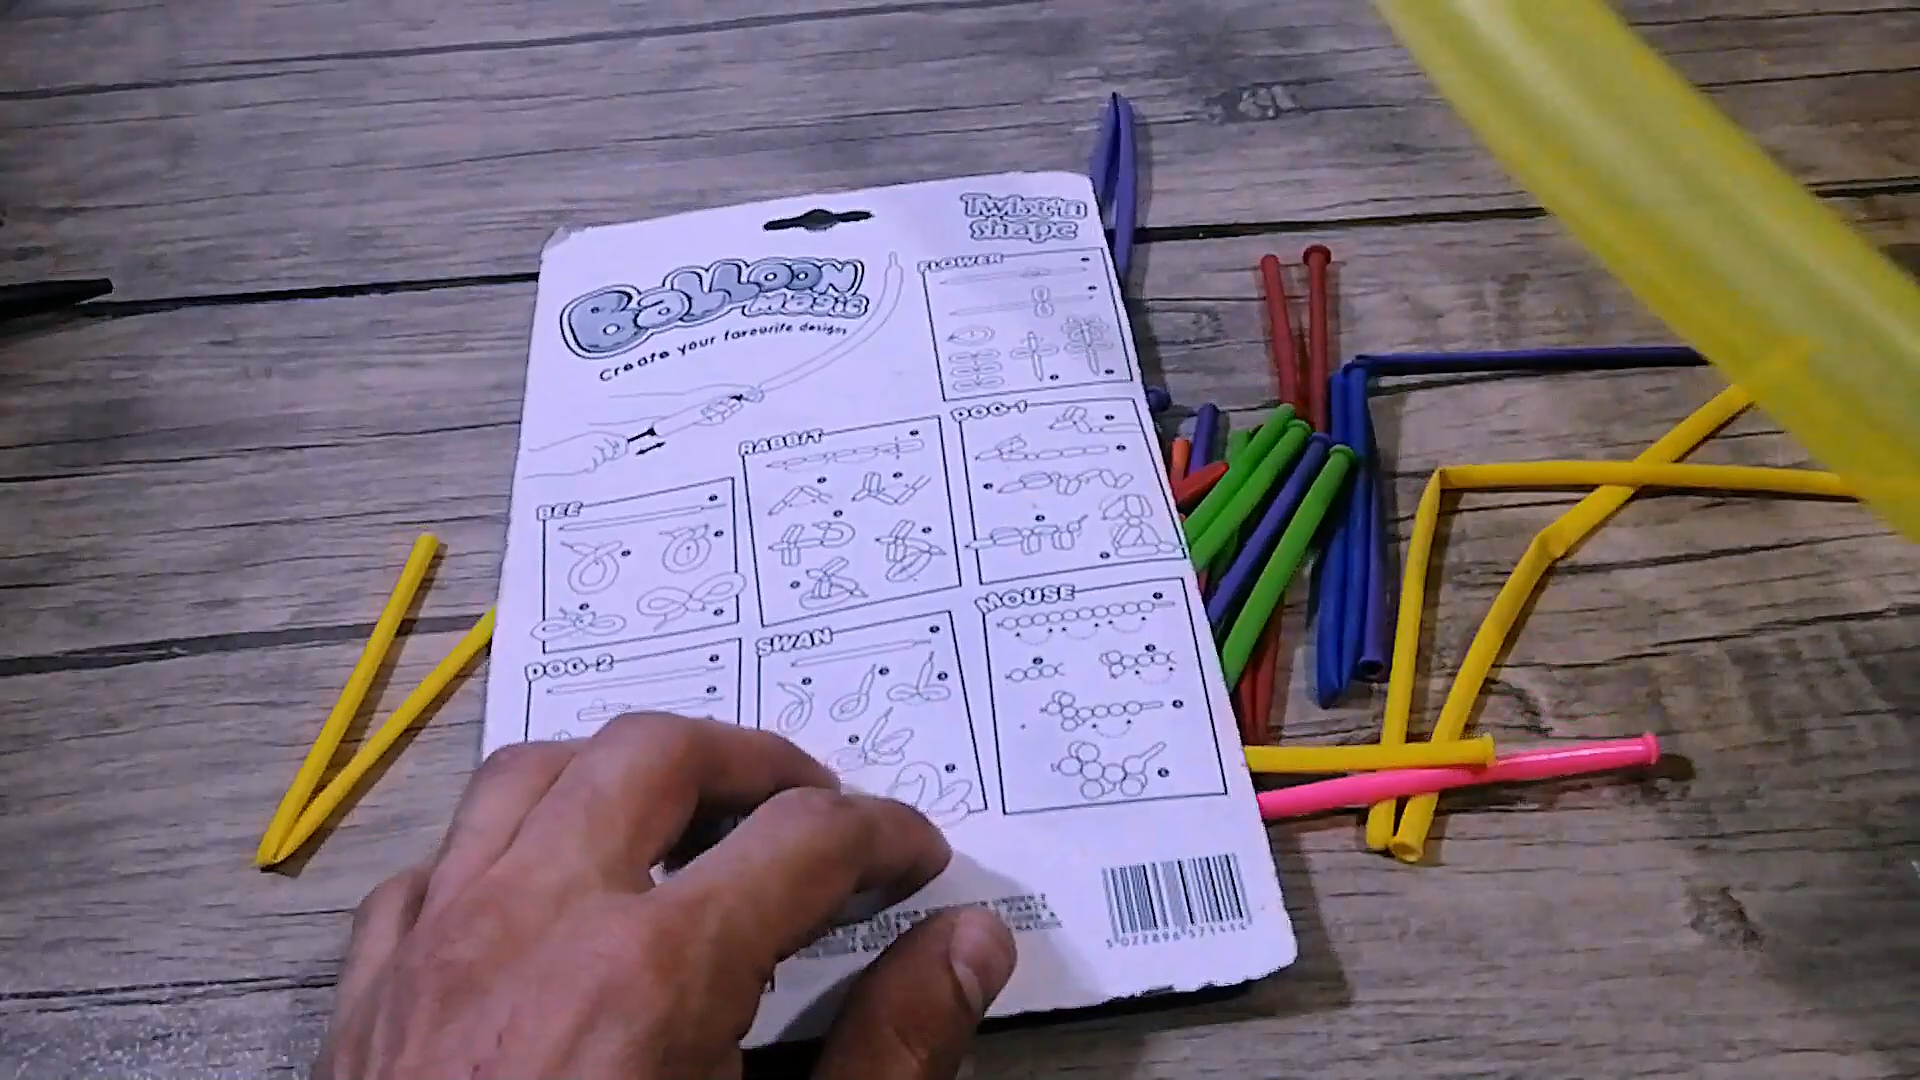 Twist'n
shape
Balloon
Magic
Create your favourite designs
FLOWER
DOG-1
RABBIT
BEE
MOUSE
SWAN
DOG-2